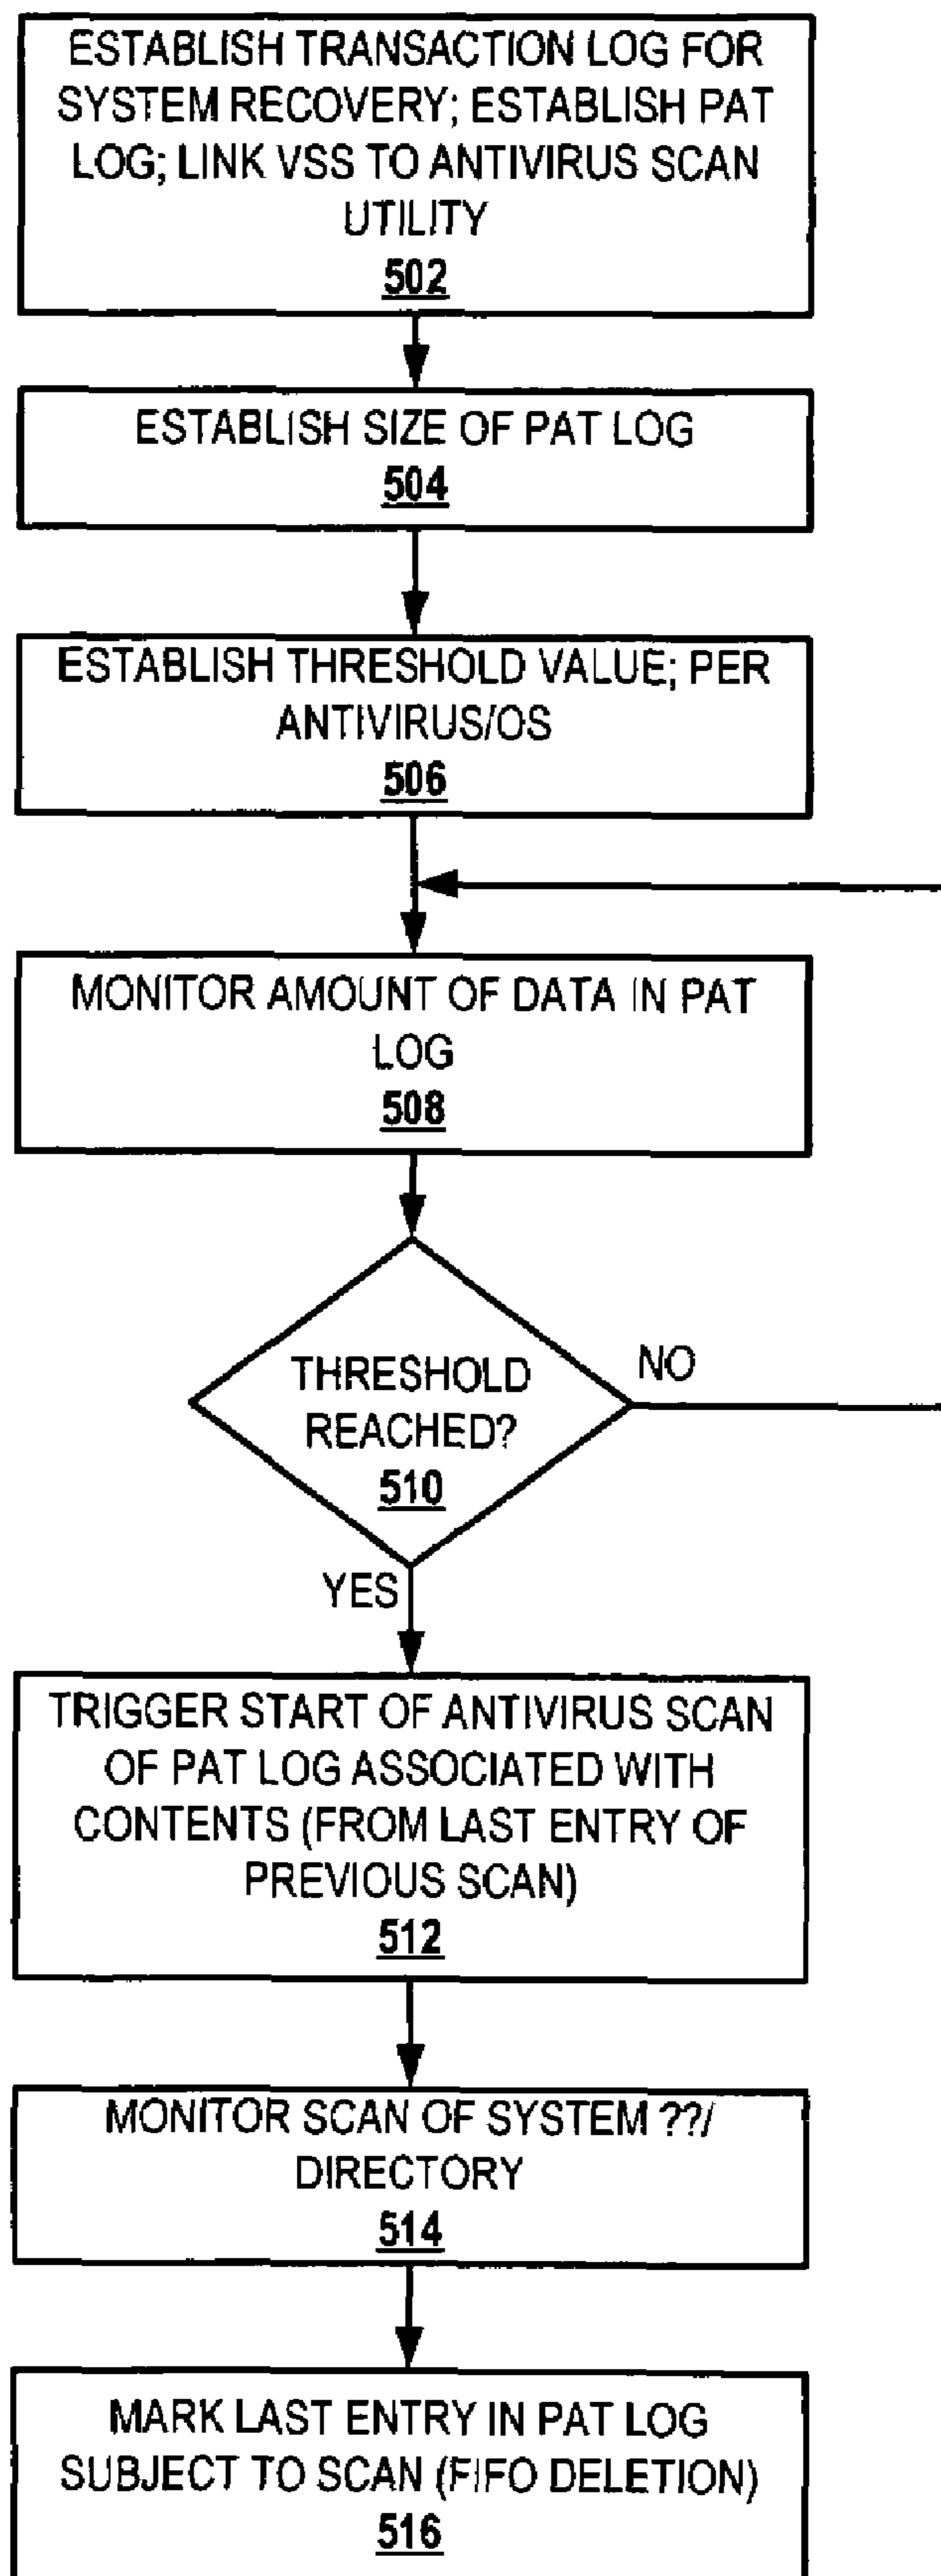 ESTABLISH TRANSACTION LOG FOR
SYSTEM RECOVERY; ESTABLISH PAT
LOG; LINK VSS TO ANTIVIRUS SCAN
UTILITY
502
ESTABLISH SIZE OF PAT LOG
504
ESTABLISH THRESHOLD VALUE; PER
ANTIVIRUS/OS
506
MONITOR AMOUNT OF DATA IN PAT
LOG
508
THRESHOLD
REACHED?
510
NO
YES
TRIGGER START OF ANTIVIRUS SCAN
OF PAT LOG ASSOCIATED WITH
CONTENTS (FROM LAST ENTRY OF
PREVIOUS SCAN)
512
MONITOR SCAN OF SYSTEM ??/
DIRECTORY
514
MARK LAST ENTRY IN PAT LOG
SUBJECT TO SCAN (FIFO DELETION)
516